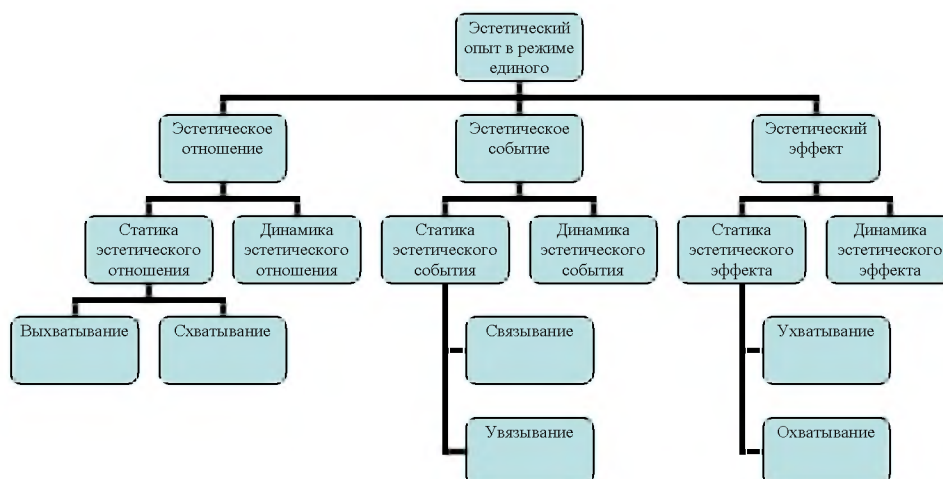 Эстетический
опыт в режиме
единого
Эстетическое
отношение
Эстетическое
событие
Эстетический
эффект
Статика
эстетического
отношения
Динамика
эстетического
отношения
Статика
эстетического
события
Динамика
эстетического
события
Статика
эстетического
эффекта
Динамика
эстетического
эффекта
Выхватывание
Схватывание
Связывание
Ухватывание
Увязывание
Охватывание